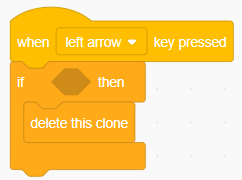 when left arrow key pressed
if then
delete this clone